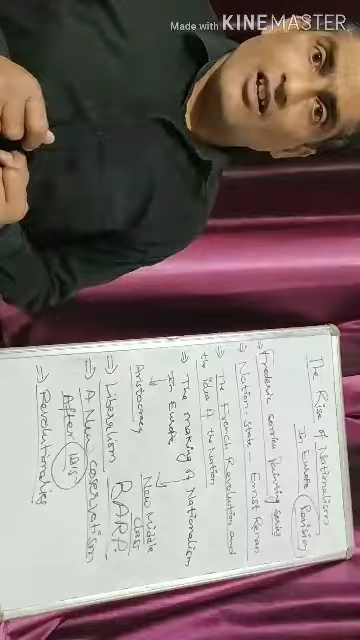 Made with KINEMASTER
The Rise of Nationalism
In Europe Revision
⇒ Frederic sorrieu Painting series
⇒ Nation state Ernst Renan
⇒ The French Revolution and
the idea of the Nation
⇒ The making of Nationalism
In Europe
Aristocracy New Middle
class
⇒ Liberalism
⇒ A New conservatism
After 1815
⇒ Revolutionaries